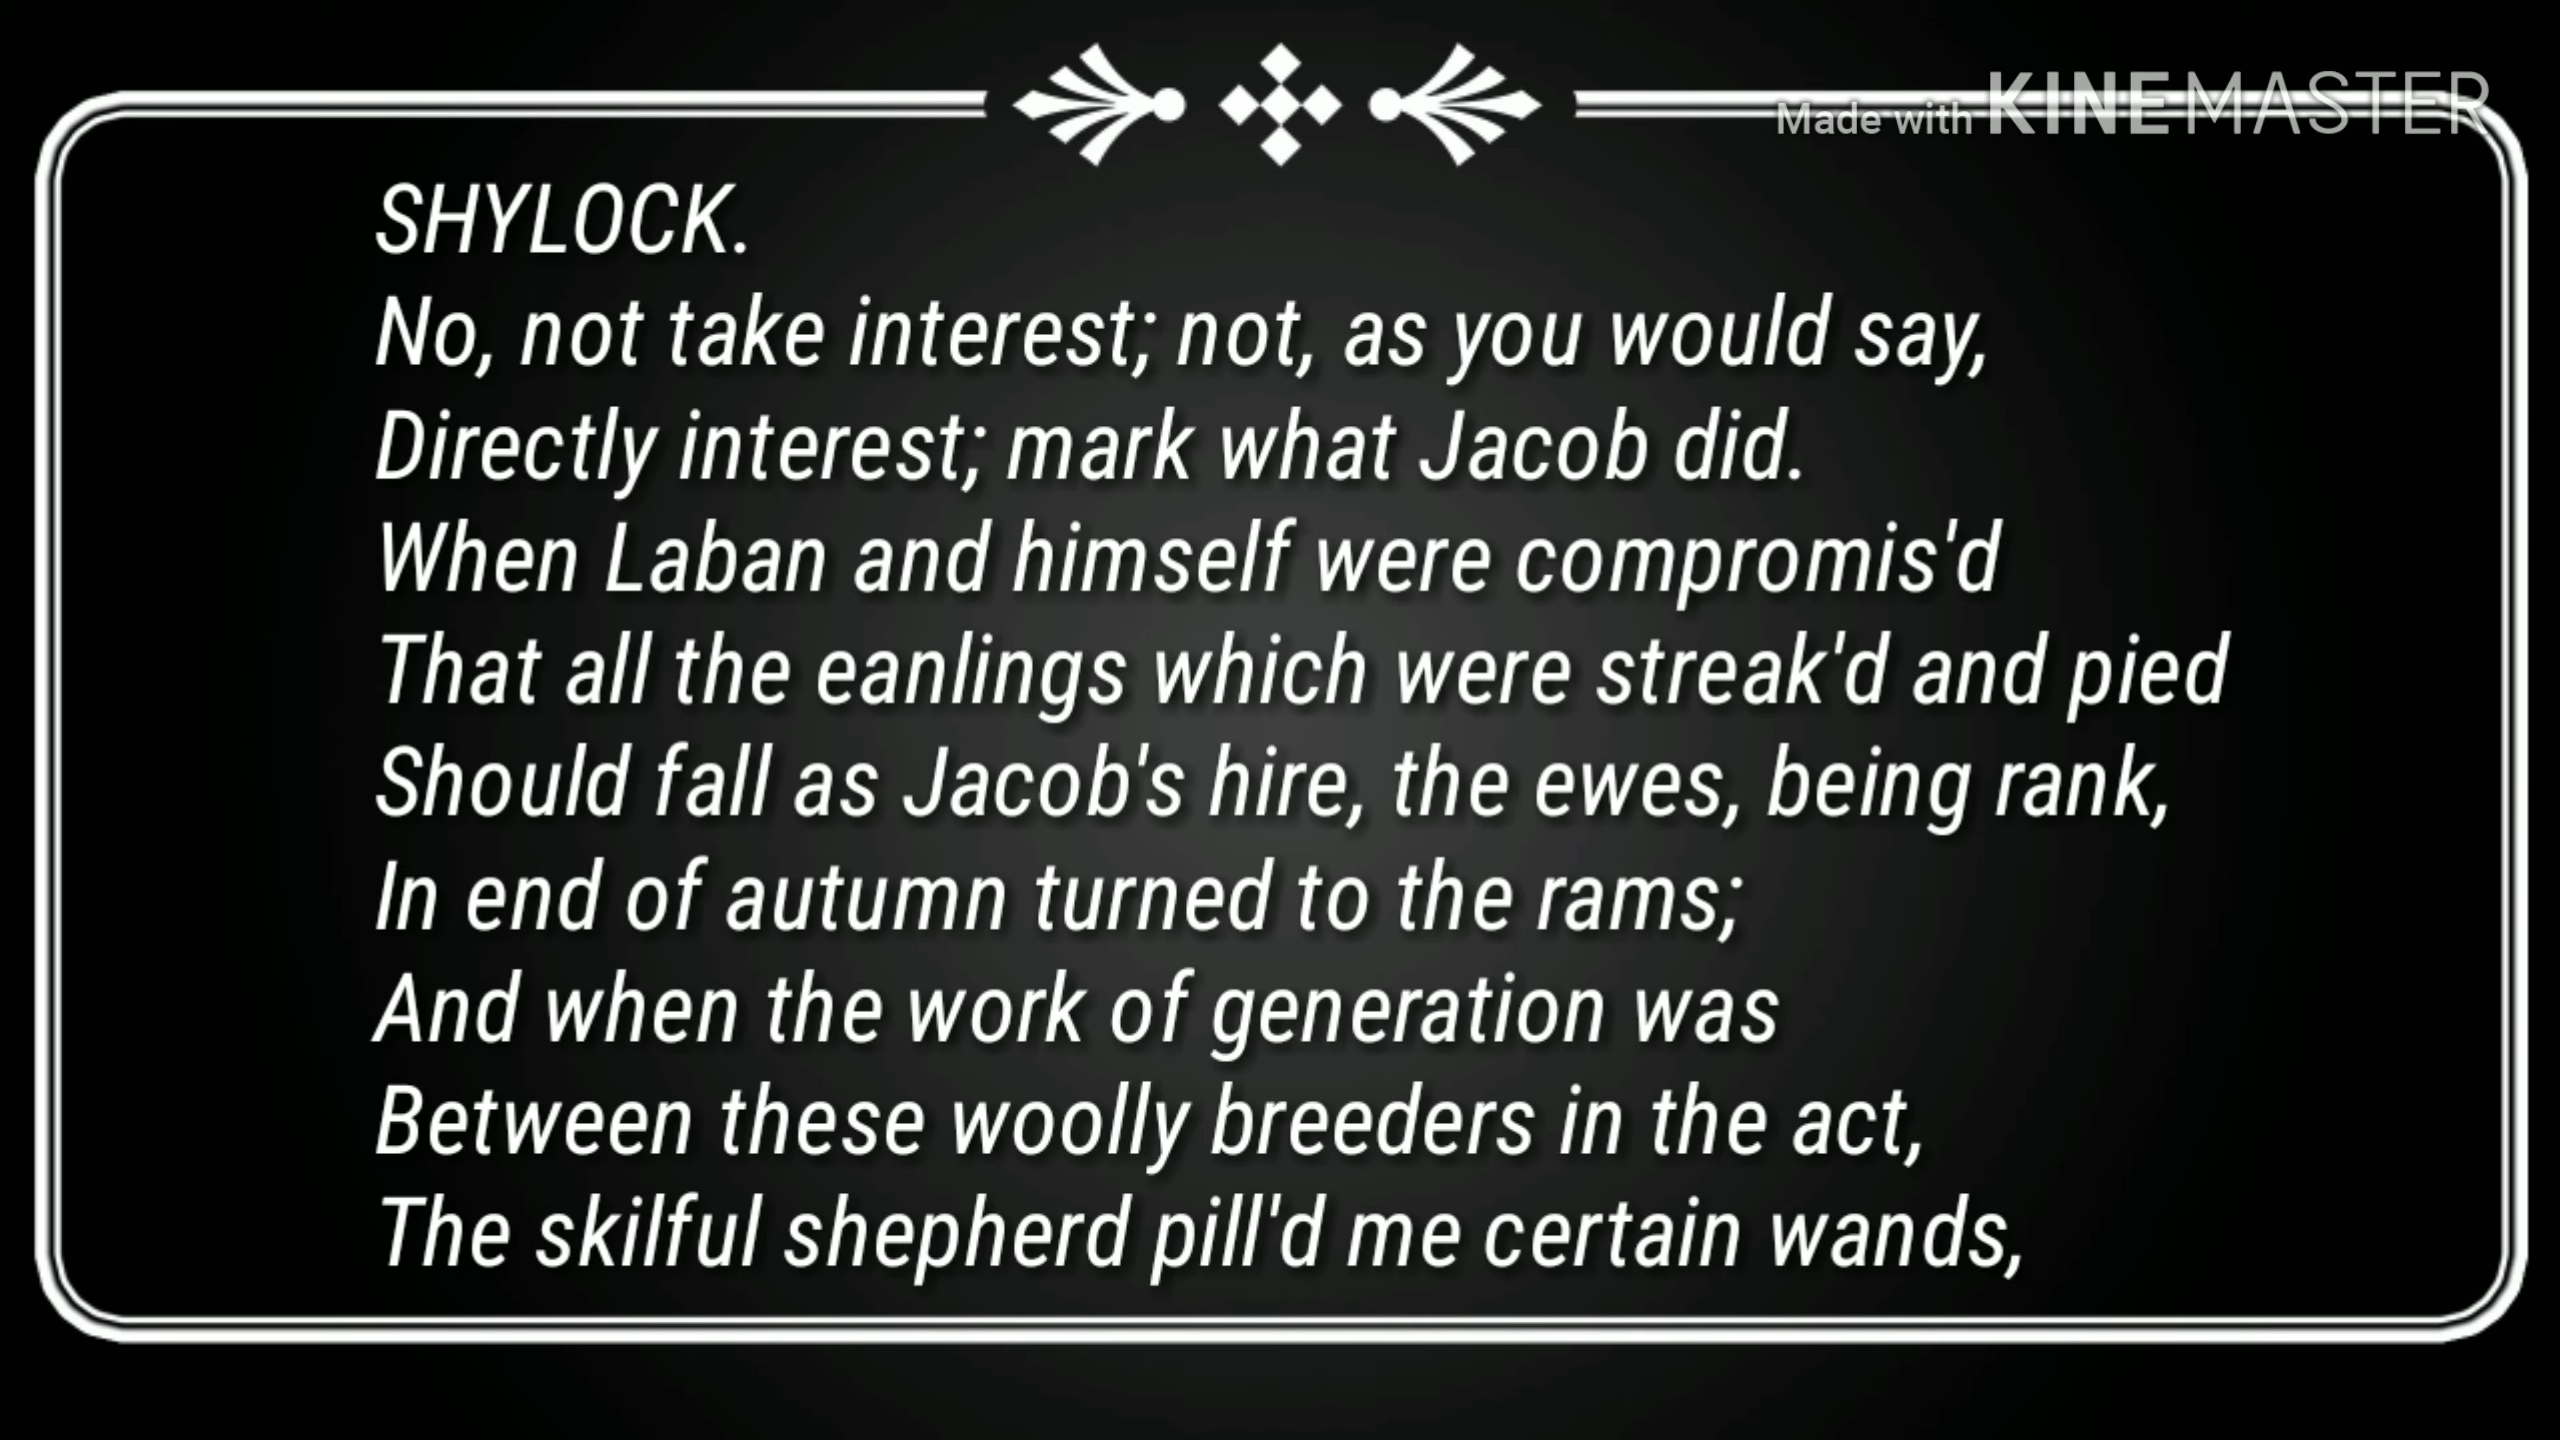 Made with KINEMASTER
SHYLOCK.
No, not take interest; not, as you would say,
Directly interest; mark what Jacob did.
When Laban and himself were compromis'd
That all the eanlings which were streak'd and pied
Should fall as Jacob's hire, the ewes, being rank,
In end of autumn turned to the rams;
And when the work of generation was
Between these woolly breeders in the act,
The skilful shepherd pill'd me certain wands,